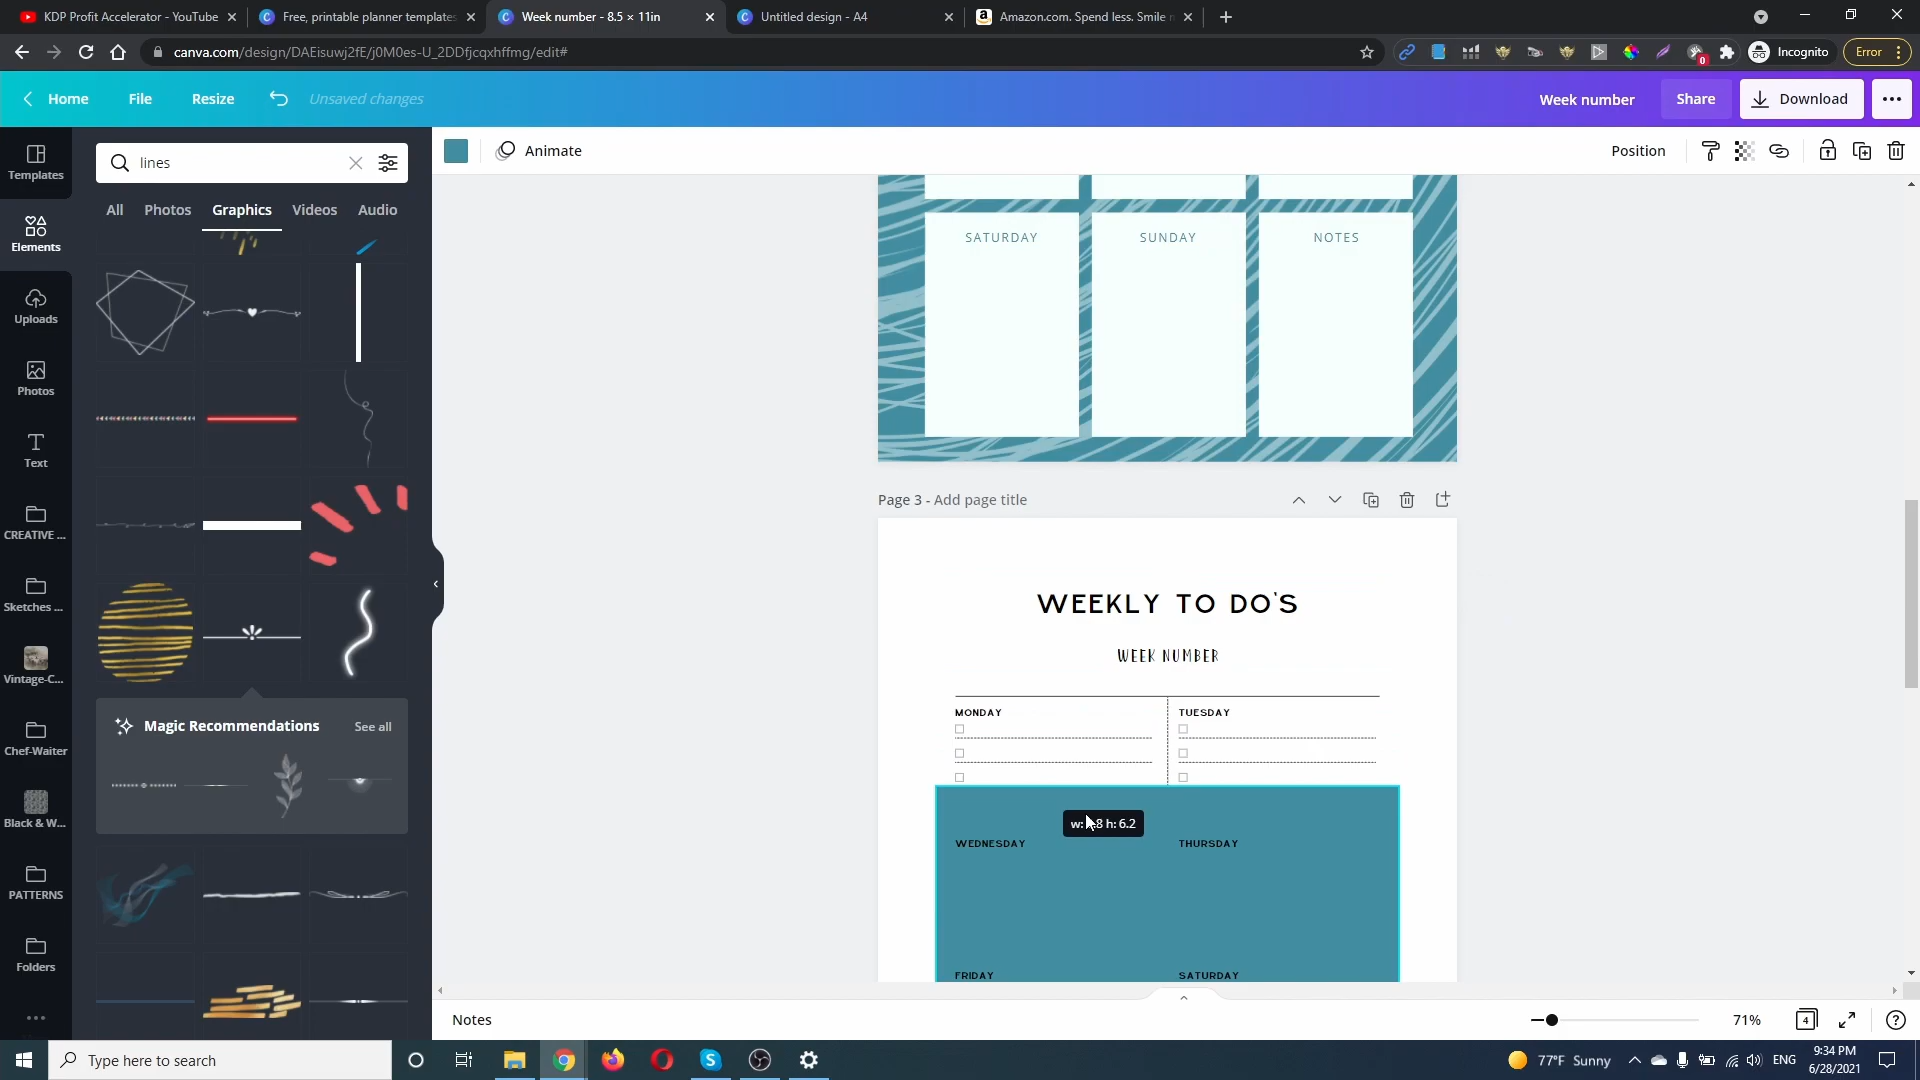 KDP Profit Accelerator - YouTube
Free, printable planner templates
Week number - 8.5 × 11in
Untitled design - A4
Amazon.com. Spend less. Smile
canva.com/design/DAEisuwj2fE/j0M0es-U_2DDfjcqxhffmg/edit#
0
Incognito
Error
Home
File
Resize
Unsaved changes
Week number
Share
Download
Templates
Elements
Uploads
Photos
Text
CREATIVE ...
Sketches ...
Vintage-C...
Chef-Waiter
Black & W...
PATTERNS
Folders
lines
All
Photos
Graphics
Videos
Audio
Magic Recommendations
See all
Animate
Position
SATURDAY
SUNDAY
NOTES
Page 3 - Add page title
WEEKLY TO DO'S
WEEK NUMBER
MONDAY
TUESDAY
h: 6.2
WEDNESDAY
THURSDAY
FRIDAY
SATURDAY
Notes
71%
4
Type here to search
77°F Sunny
ENG
9:34 PM
6/28/2021